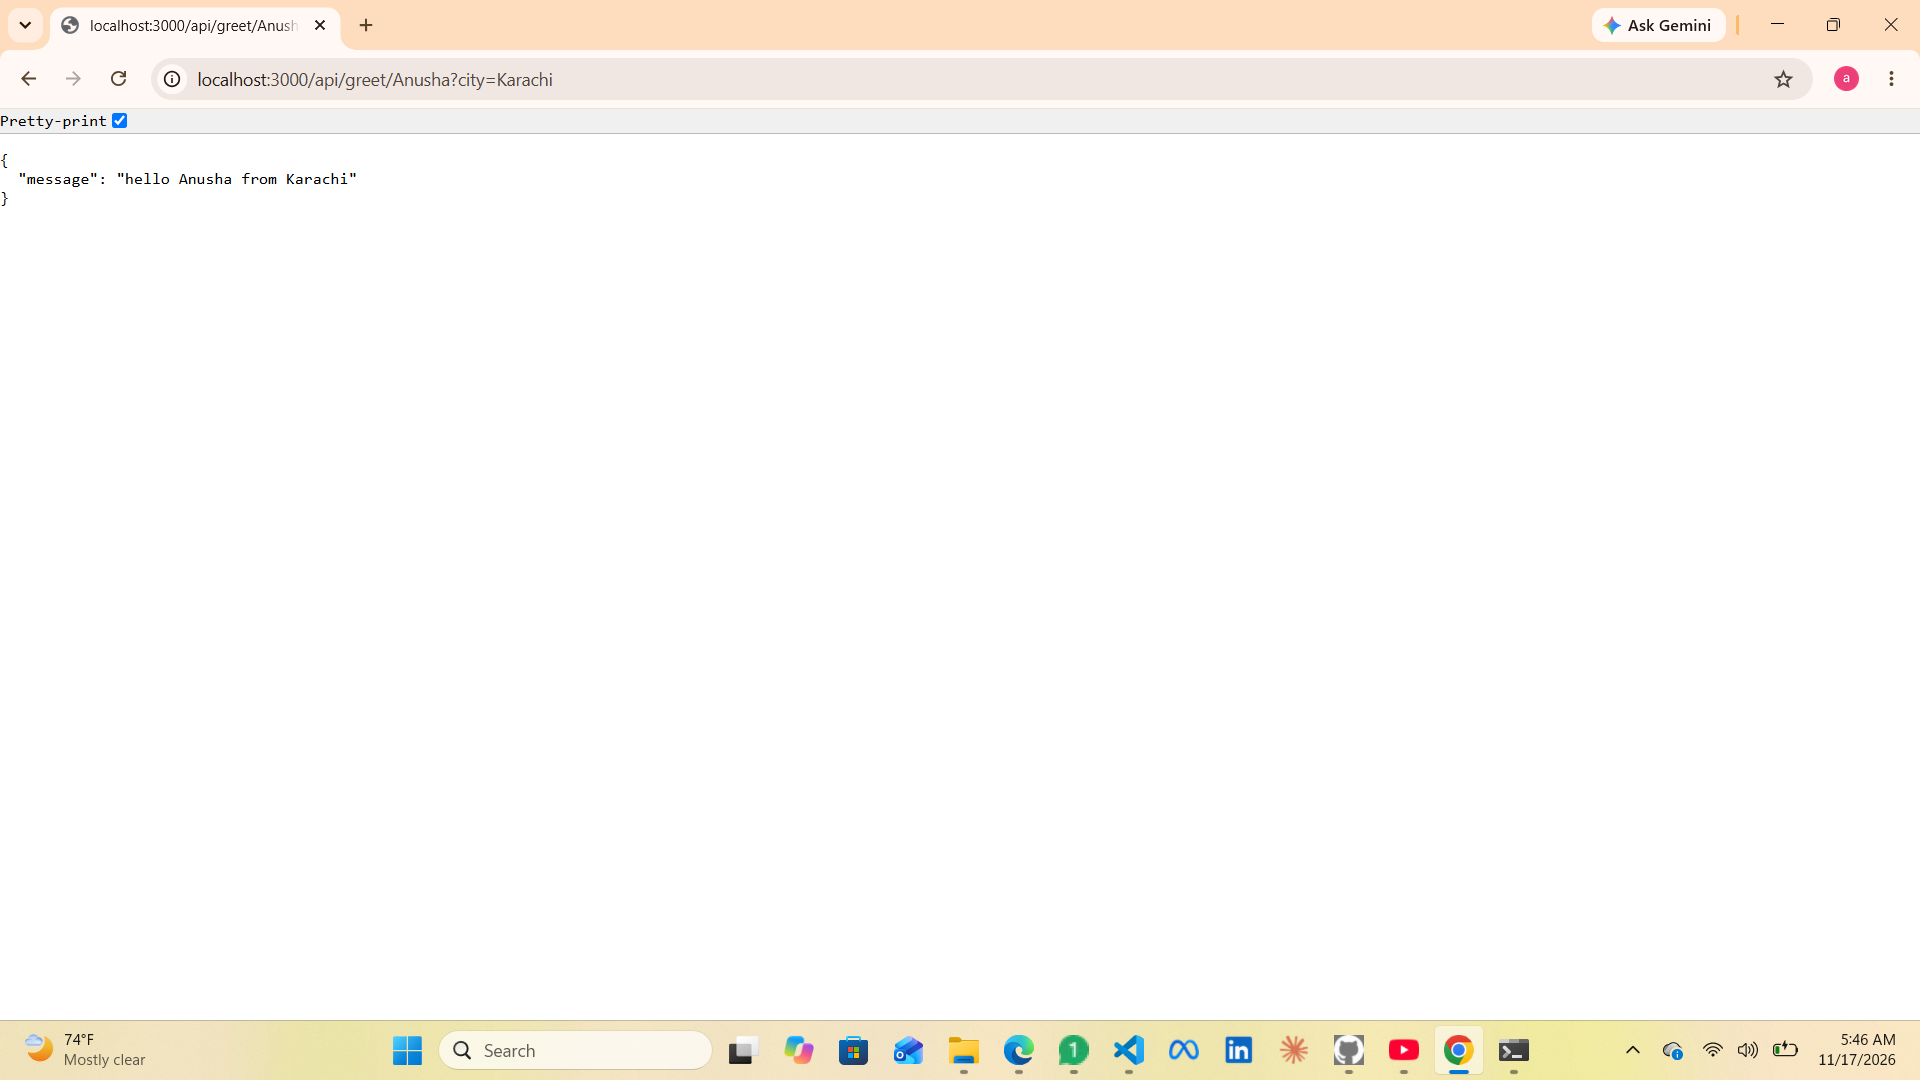 localhost:3000/api/greet/Anush
Ask Gemini
localhost:3000/api/greet/Anusha?city=Karachi
a
Pretty-print
{
"message": "hello Anusha from Karachi"
}
74°F
Mostly clear
Search
1
5:46 AM
11/17/2026